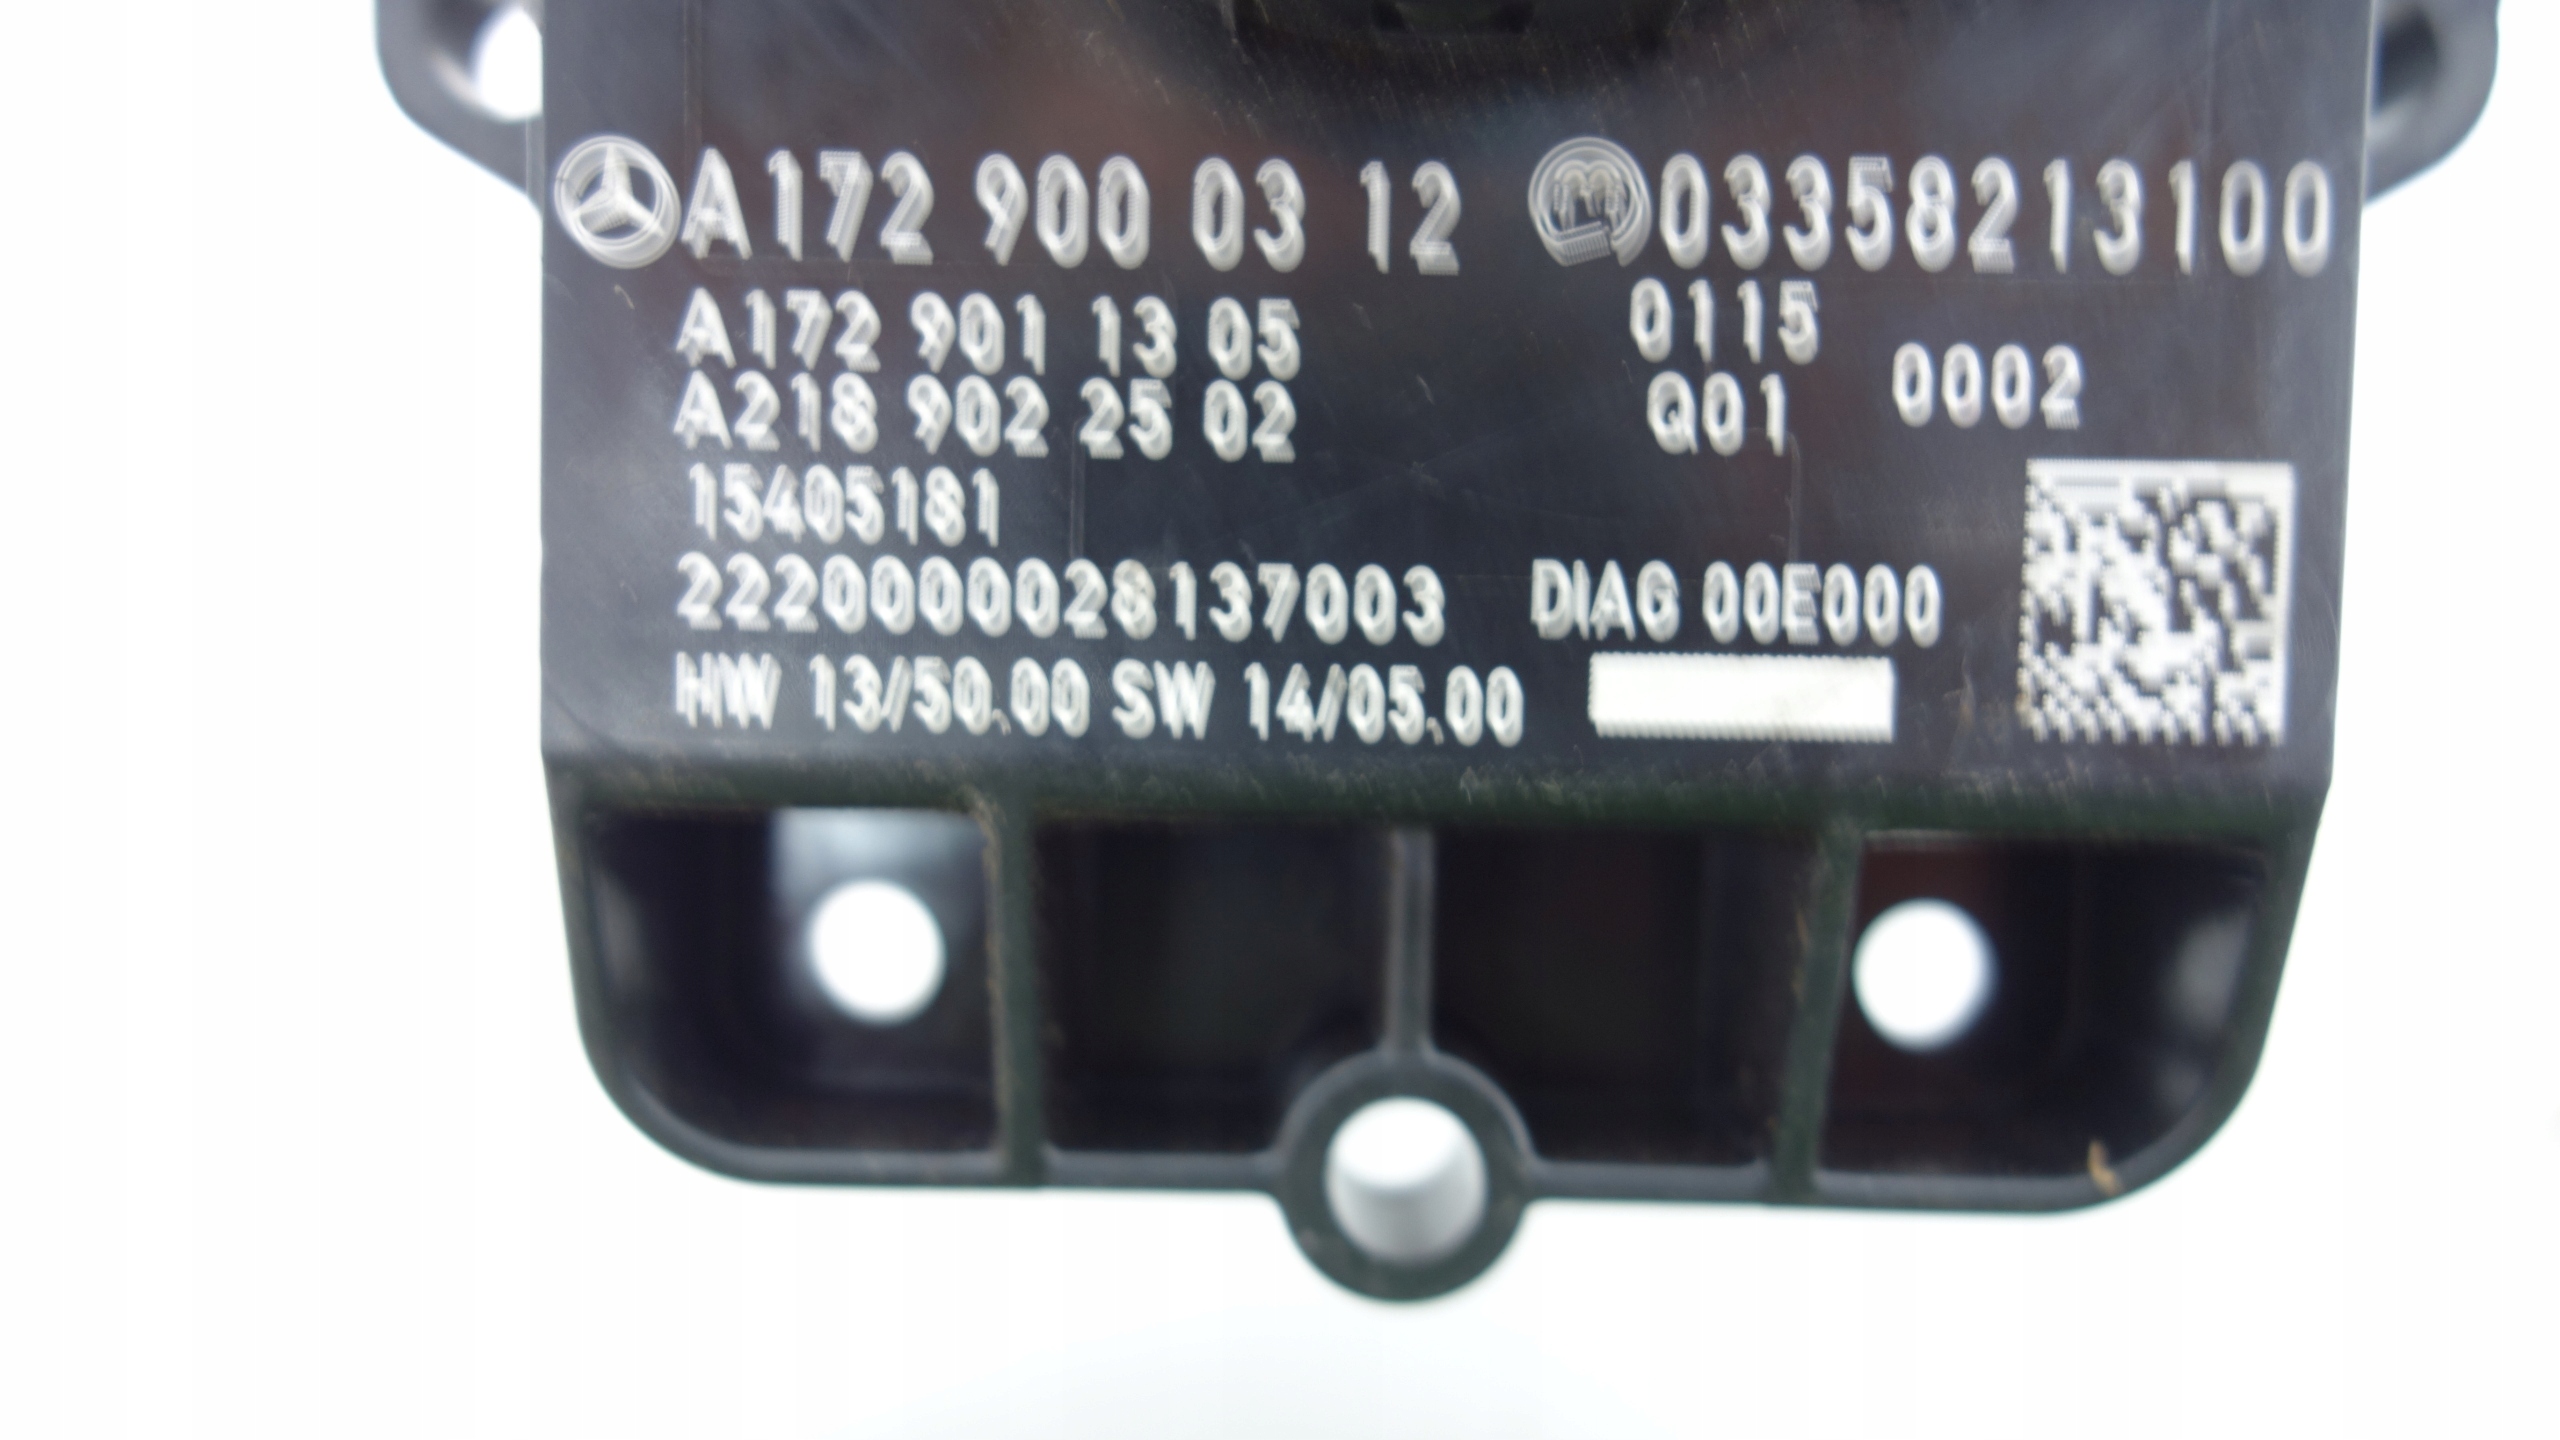 A172 900 03 12 03358213100
A172 901 13 05 0115
A218 902 25 02 Q01 0002
15405181
2220000028137003 DIAG 00E000
HW 13/50.00 SW 14/05.00